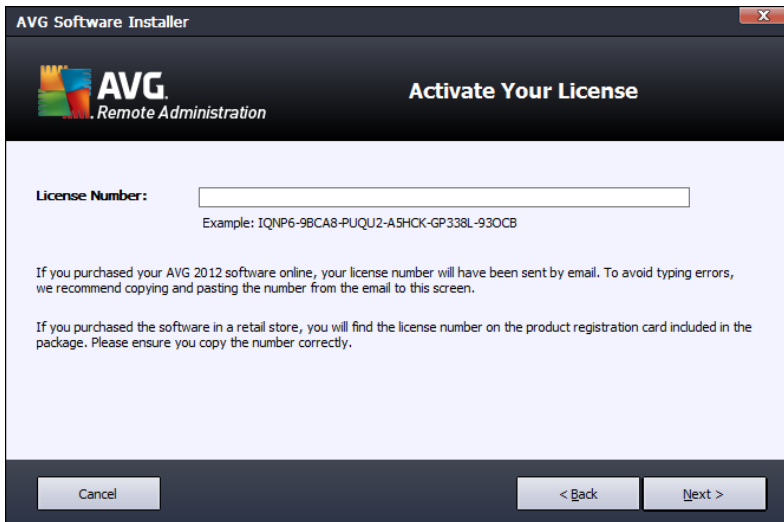 AVG Software Installer
X
AVG.
Remote Administration
Activate Your License
License Number:
Example: IQNP6-9BCA8-PUQU2-A5HCK-GP338L-93OCB
If you purchased your AVG 2012 software online, your license number will have been sent by email. To avoid typing errors,
we recommend copying and pasting the number from the email to this screen.
If you purchased the software in a retail store, you will find the license number on the product registration card included in the
package. Please ensure you copy the number correctly.
Cancel
< Back
Next >